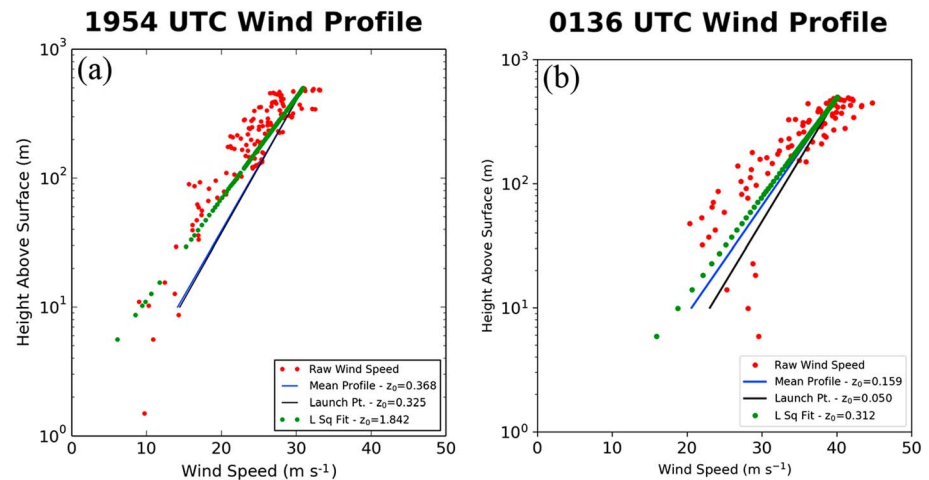 1954 UTC Wind Profile
(a)
Height Above Surface (m)
10³
10²
10¹
10⁰
0 10 20 30 40 50
Wind Speed (m s⁻¹)
Raw Wind Speed
Mean Profile - z₀=0.368
Launch Pt. - z₀=0.325
L Sq Fit - z₀=1.842
0136 UTC Wind Profile
(b)
Height Above Surface (m)
10³
10²
10¹
10⁰
0 10 20 30 40 50
Wind Speed (m s⁻¹)
Raw Wind Speed
Mean Profile - z₀=0.159
Launch Pt. - z₀=0.050
L Sq Fit - z₀=0.312